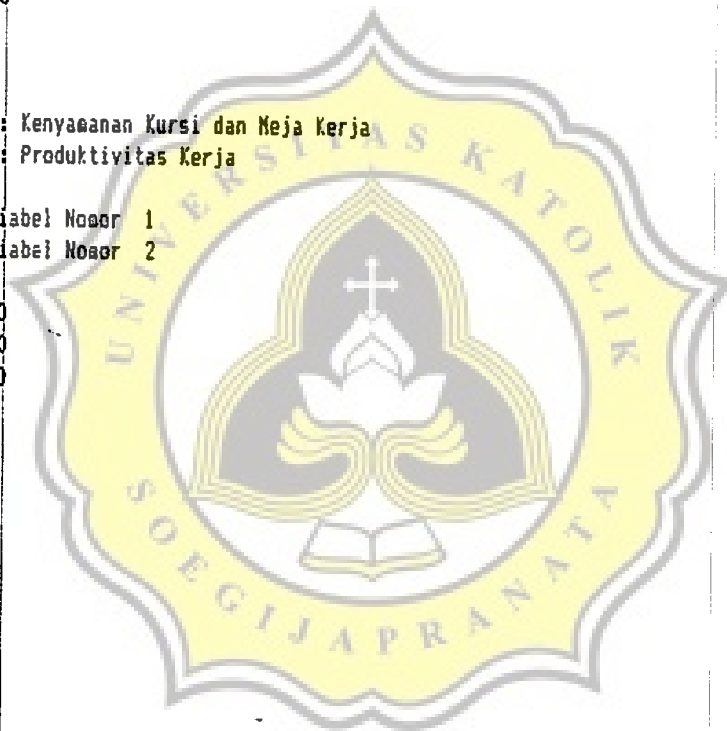 Kenyamanan Kursi dan Meja Kerja
Produktivitas Kerja
iabel Nomor 1
iabel Nomor 2
UNIVERSITAS KATOLIK
SOEGIJAPRANATA